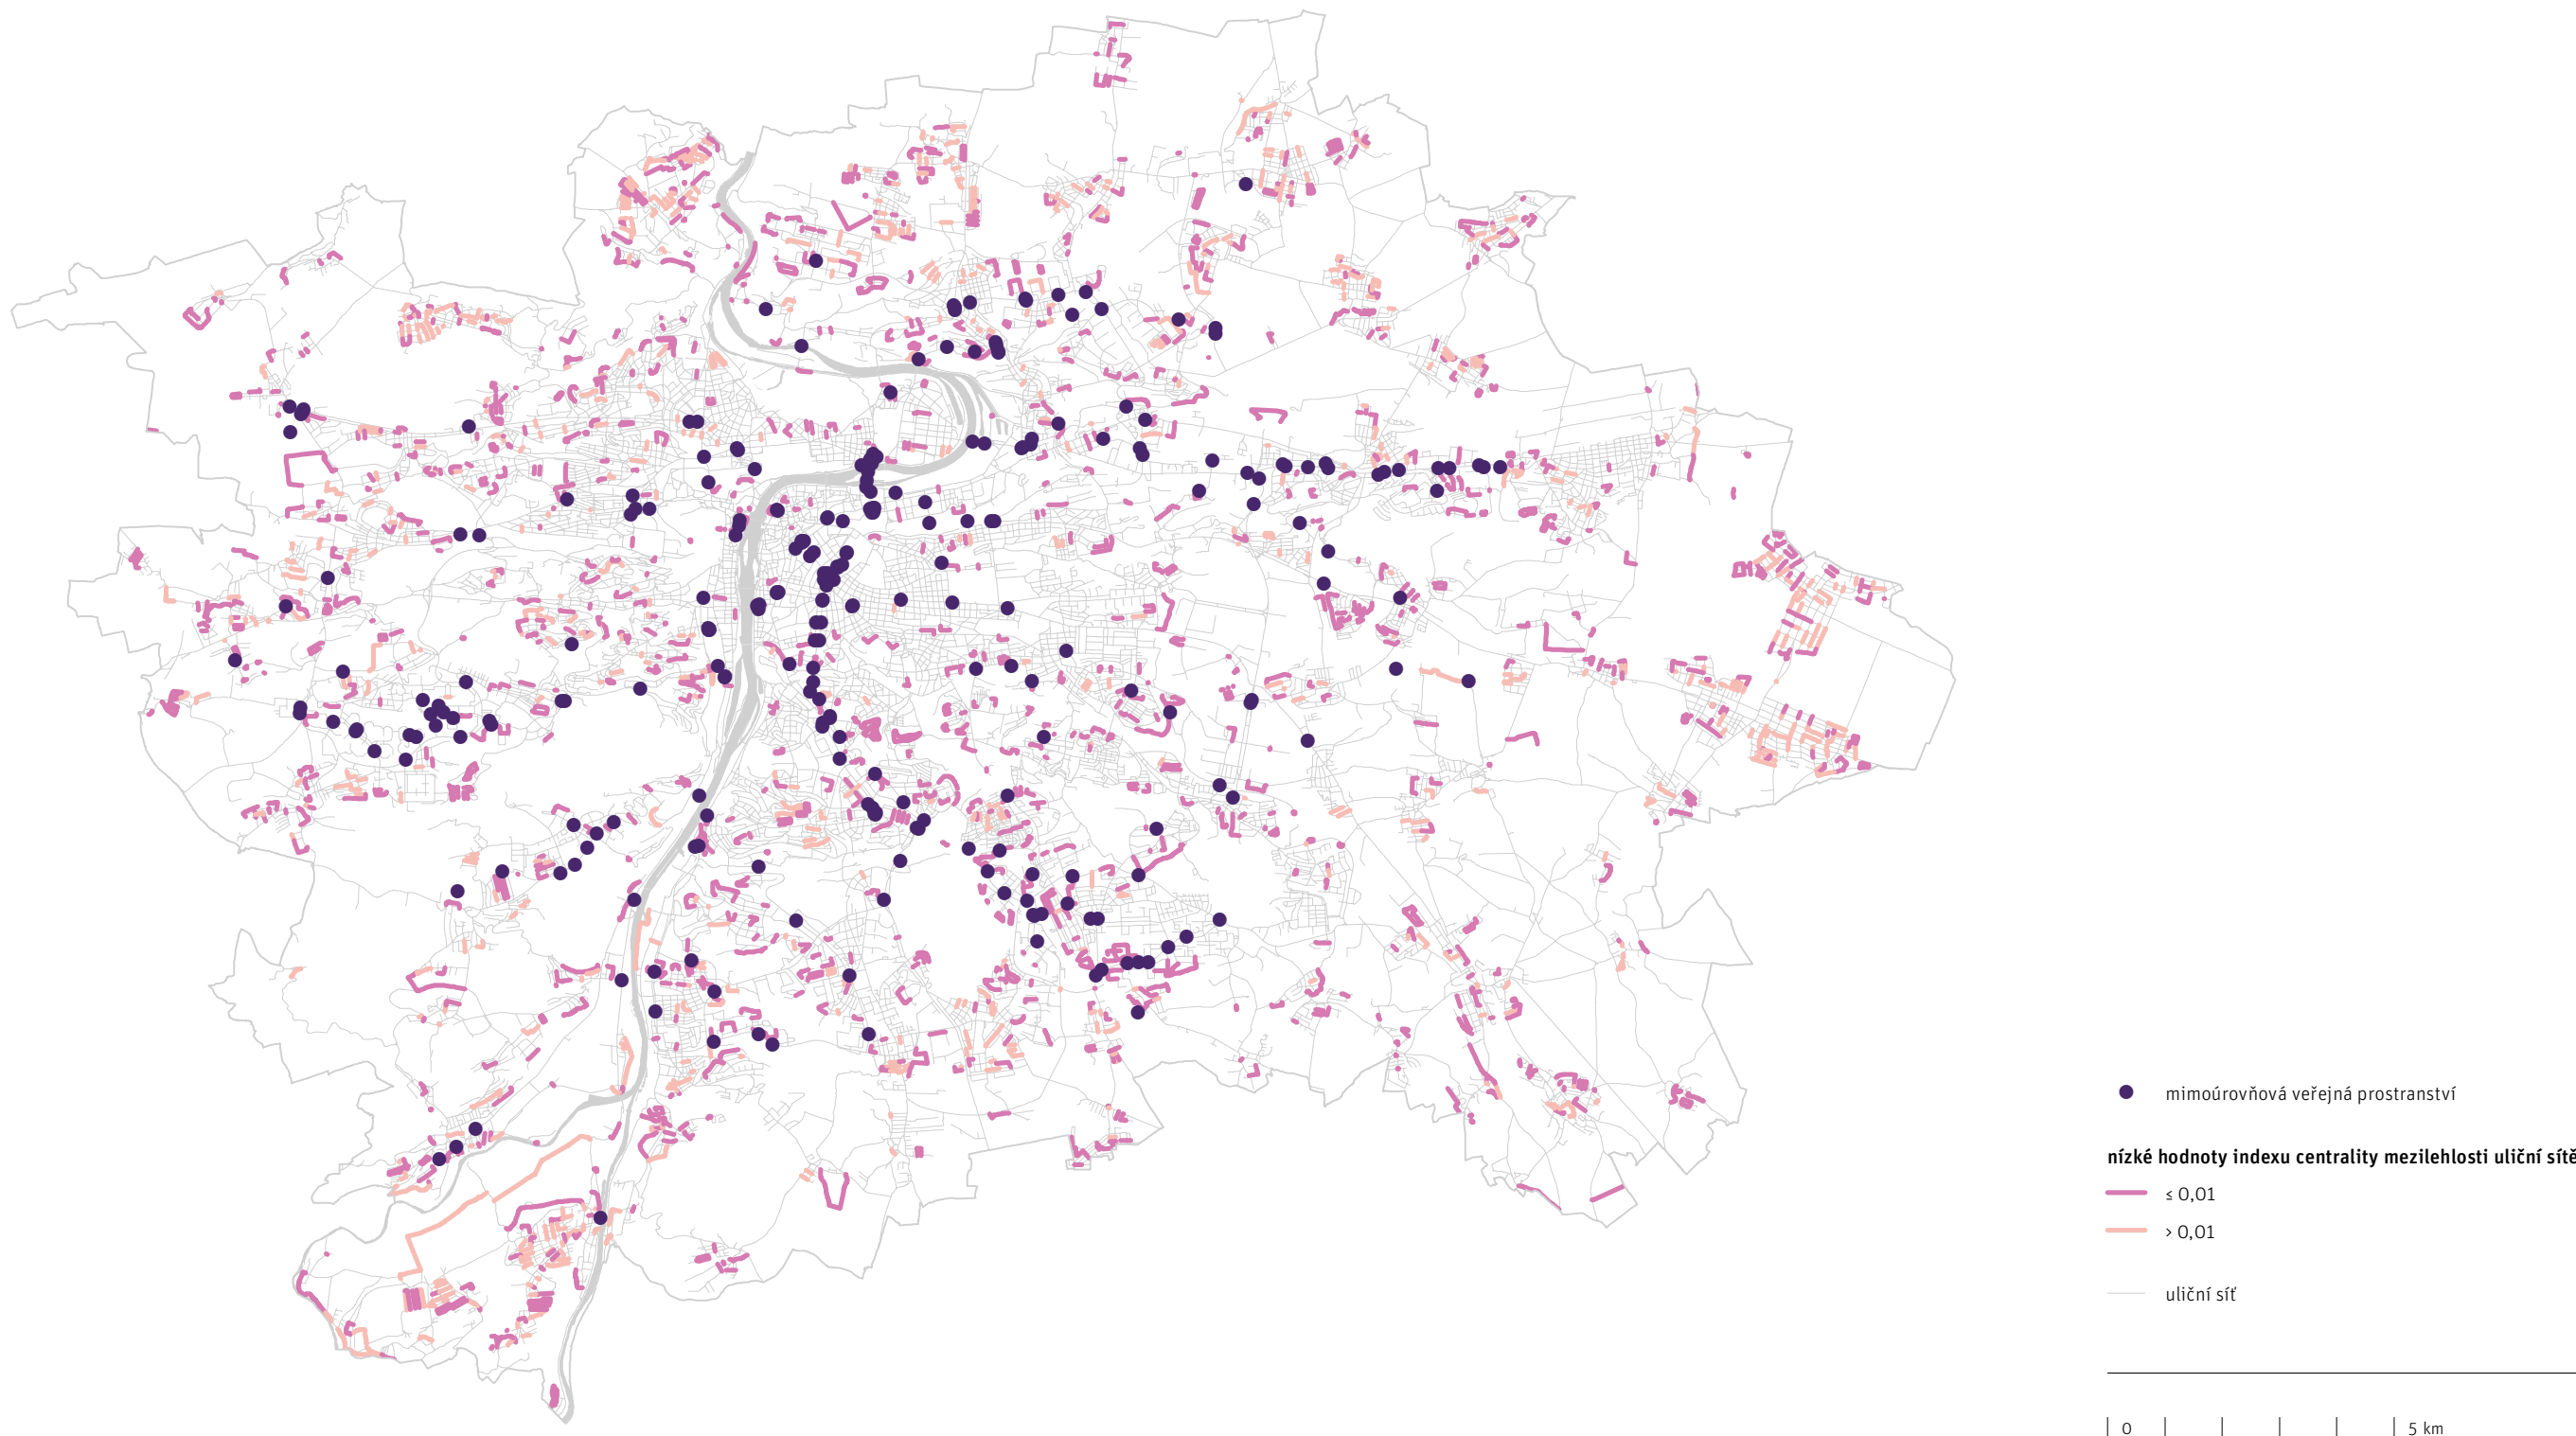 mimoúrovňová veřejná prostranství
nízké hodnoty indexu centrality mezilehlosti uliční sítě
≤ 0,01
> 0,01
uliční síť
0 5 km